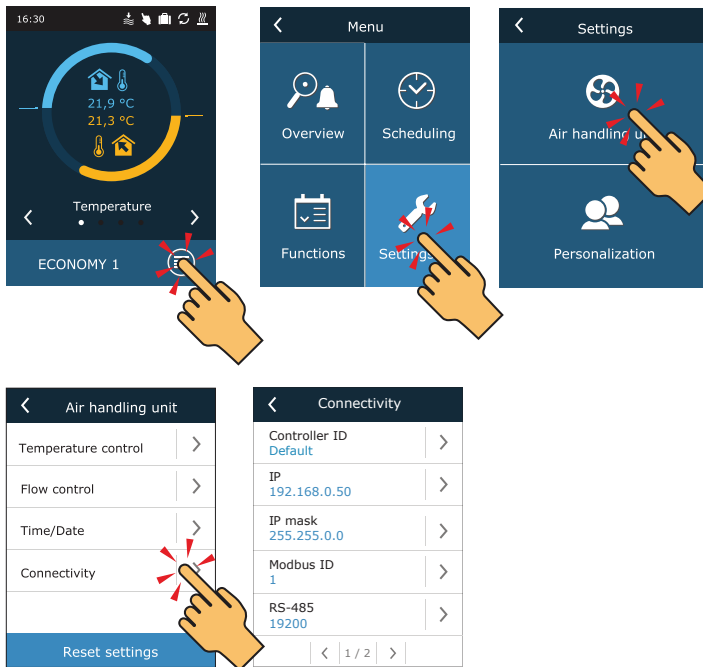 16:30
21,9 °C
21,3 °C
Temperature
ECONOMY 1
Menu
Overview
Scheduling
Functions
Settings
Settings
Air handling u
Personalization
Air handling unit
Temperature control
Flow control
Time/Date
Connectivity
Reset settings
Connectivity
Controller ID
Default
IP
192.168.0.50
IP mask
255.255.0.0
Modbus ID
1
RS-485
19200
1 / 2